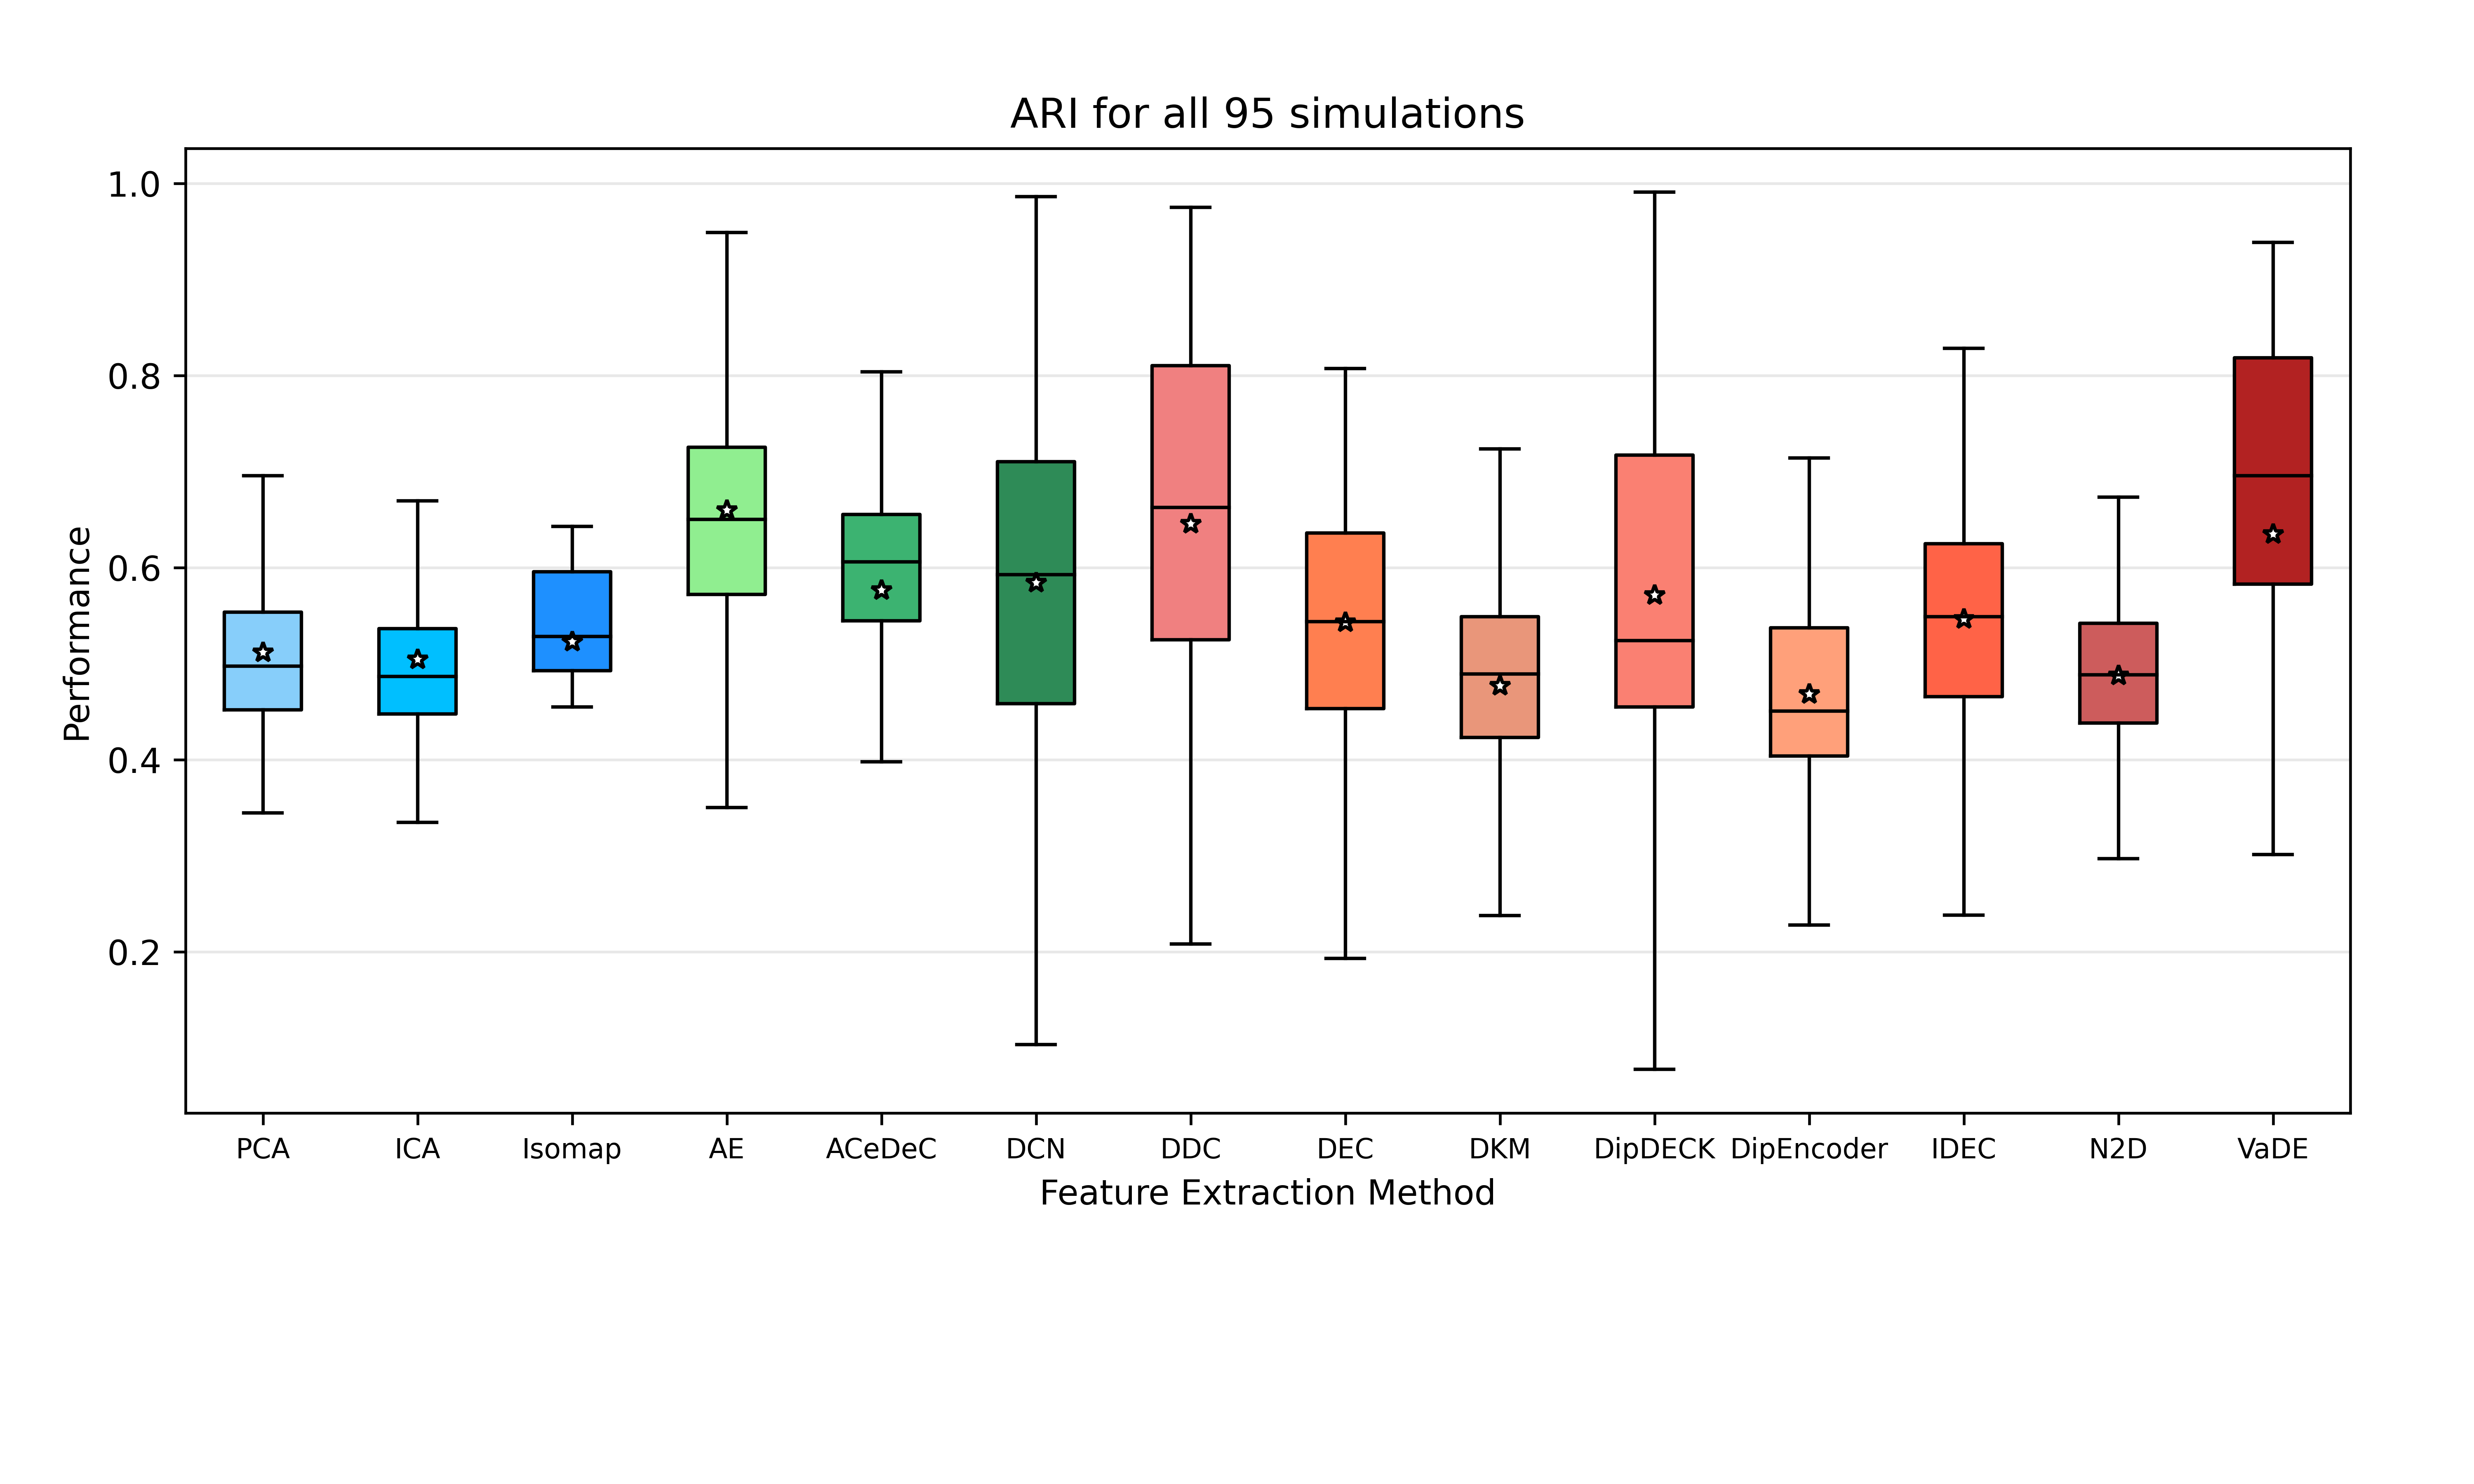 ARI for all 95 simulations
Performance
1.0
0.8
0.6
0.4
0.2
PCA ICA Isomap AE ACeDeC DCN DDC DEC DKM DipDECK DipEncoder IDEC N2D VaDE
Feature Extraction Method